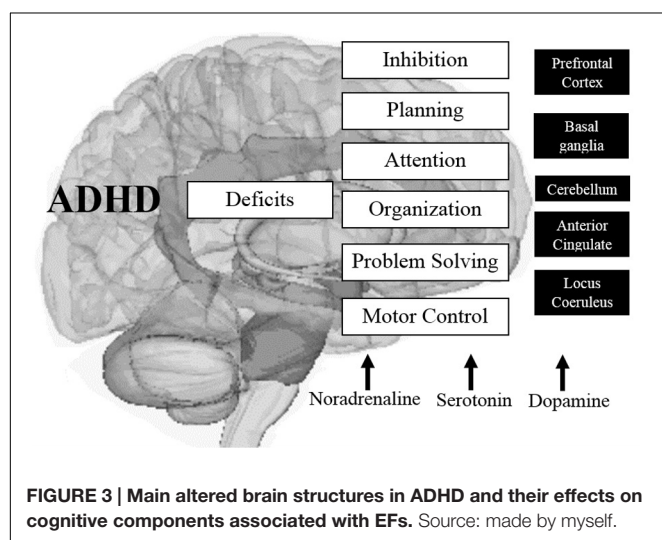 Inhibition
Planning
Attention
ADHD
Deficits
Organization
Problem Solving
Motor Control
Prefrontal
Cortex
Basal
ganglia
Cerebellum
Anterior
Cingulate
Locus
Coeruleus
Noradrenaline Serotonin Dopamine
FIGURE 3 | Main altered brain structures in ADHD and their effects on
cognitive components associated with EFs. Source: made by myself.